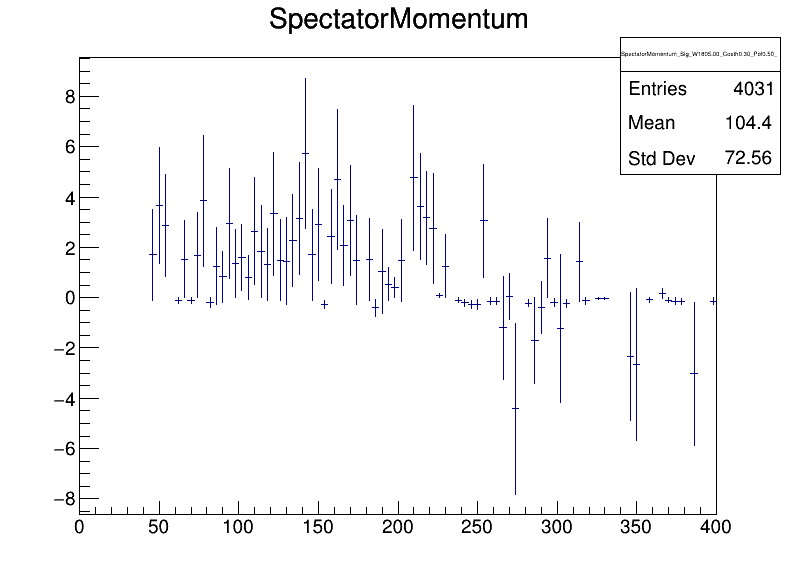 SpectatorMomentum
SpectatorMomentum_Sig_W1805.00_Costh0.30_Pol0.50_
Entries 4031
Mean 104.4
Std Dev 72.56
8
6
4
2
0
−2
−4
−6
−8
0 50 100 150 200 250 300 350 400